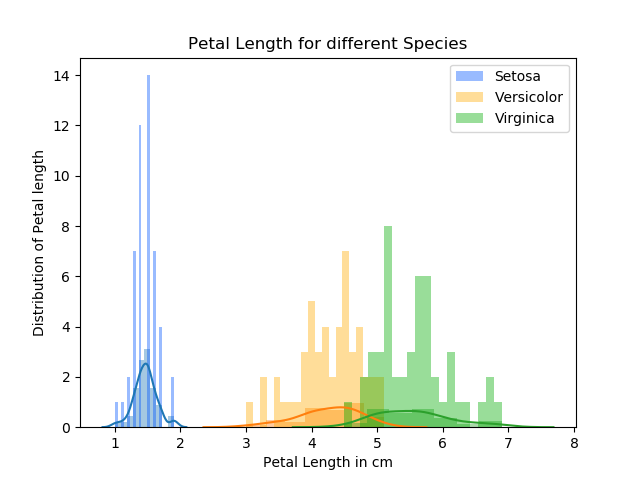 Petal Length for different Species
Setosa
Versicolor
Virginica
Distribution of Petal length
14
12
10
8
6
4
2
0
1 2 3 4 5 6 7 8
Petal Length in cm